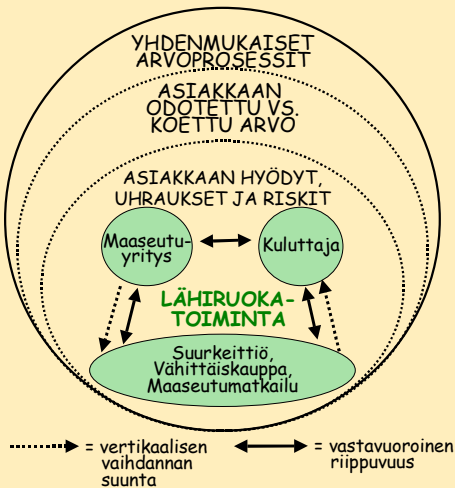 YHDENMUKAISET
ARVOPROSESSIT
ASIAKKAAN
ODOTETTU VS.
KOETTU ARVO
ASIAKKAAN HYÖDYT,
UHRAUKSET JA RISKIT
Maaseutu-
yritys
Kuluttaja
LÄHIRUOKA-
TOIMINTA
Suurkeittiö,
Vähittäiskauppa,
Maaseutumatkailu
= vertikaalisen
vaihdannan
suunta
= vastavuoroinen
riippuvuus